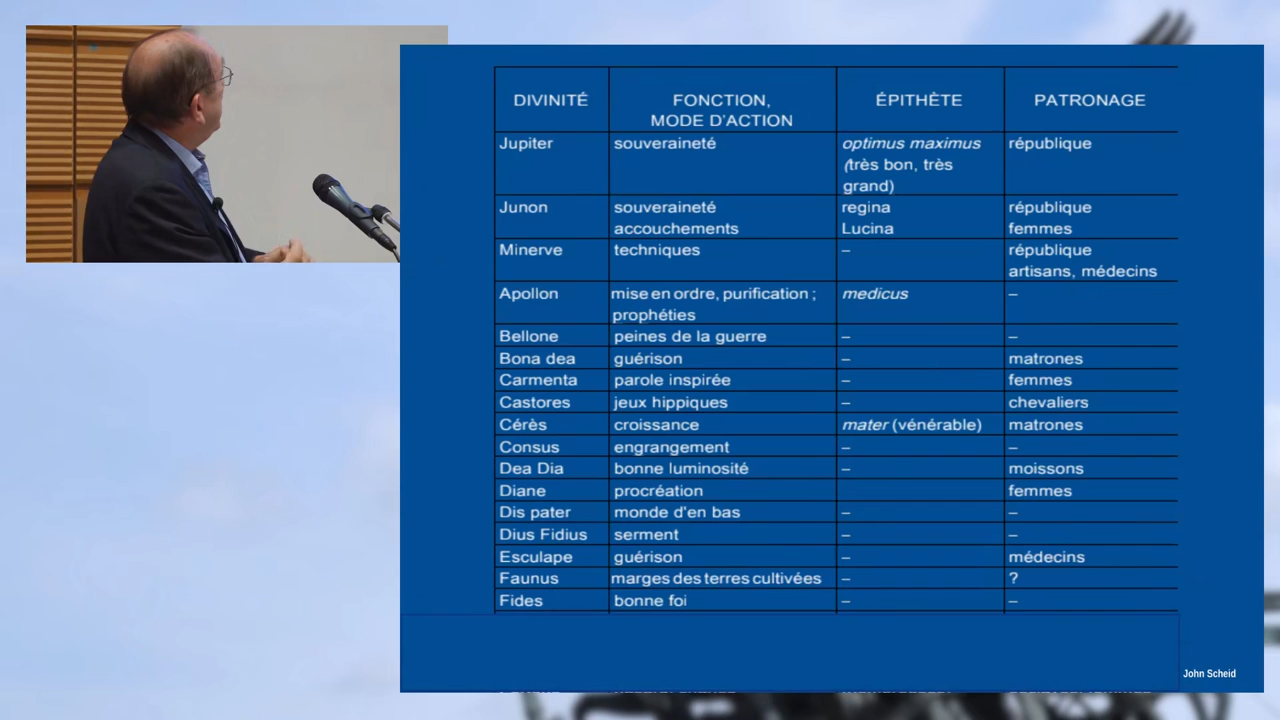 DIVINITÉ FONCTION, MODE D'ACTION ÉPITHÈTE PATRONAGE
Jupiter souveraineté optimus maximus (très bon, très grand) république
Junon souveraineté accouchements regina Lucina république femmes
Minerve techniques – république artisans, médecins
Apollon mise en ordre, purification ; prophéties medicus –
Bellone peines de la guerre – –
Bona dea guérison – matrones
Carmenta parole inspirée – femmes
Castores jeux hippiques – chevaliers
Cérès croissance mater (vénérable) matrones
Consus engrangement – –
Dea Dia bonne luminosité – moissons
Diane procréation femmes
Dis pater monde d'en bas – –
Dius Fidius serment – –
Esculape guérison – médecins
Faunus marges des terres cultivées – ?
Fides bonne foi – –
John Scheid